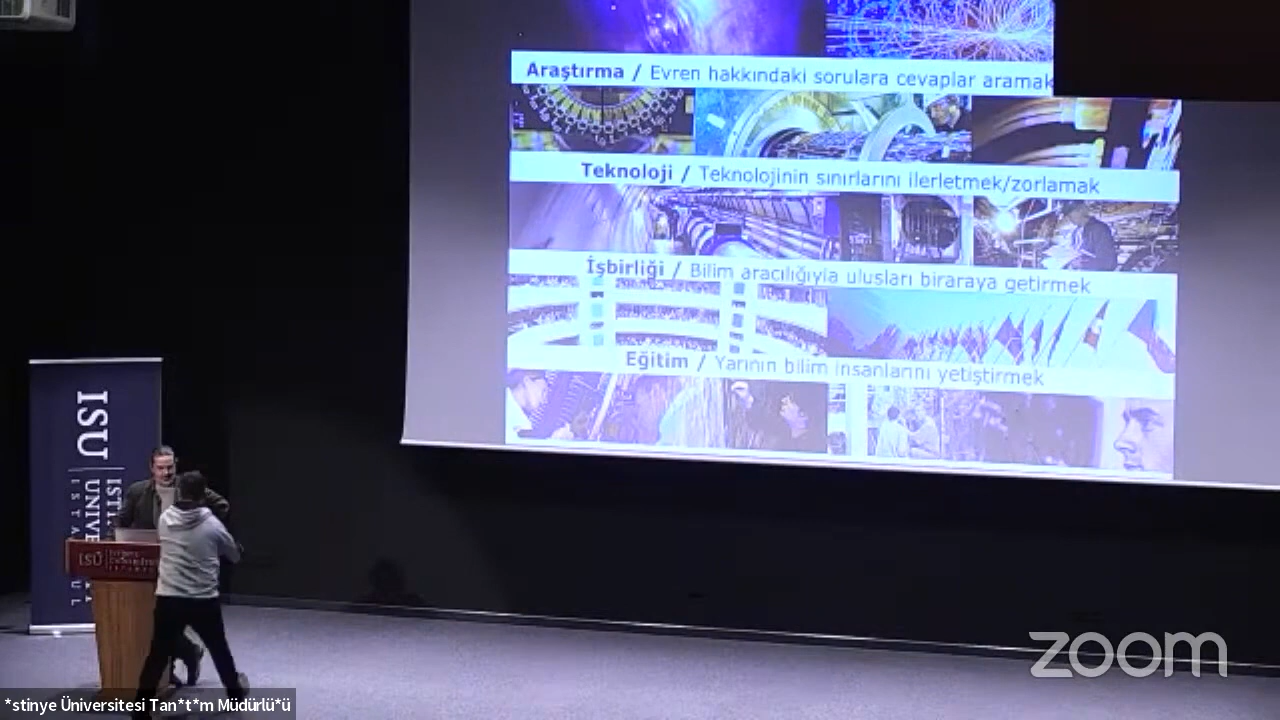 Araştırma / Evren hakkındaki sorulara cevaplar aramak
Teknoloji / Teknolojinin sınırlarını ilerletmek/zorlamak
İşbirliği / Bilim aracılığıyla ulusları biraraya getirmek
Eğitim / Yarının bilim insanlarını yetiştirmek
ISU
ISU
zoom
*stinye Üniversitesi Tan*t*m Müdürlü*ü